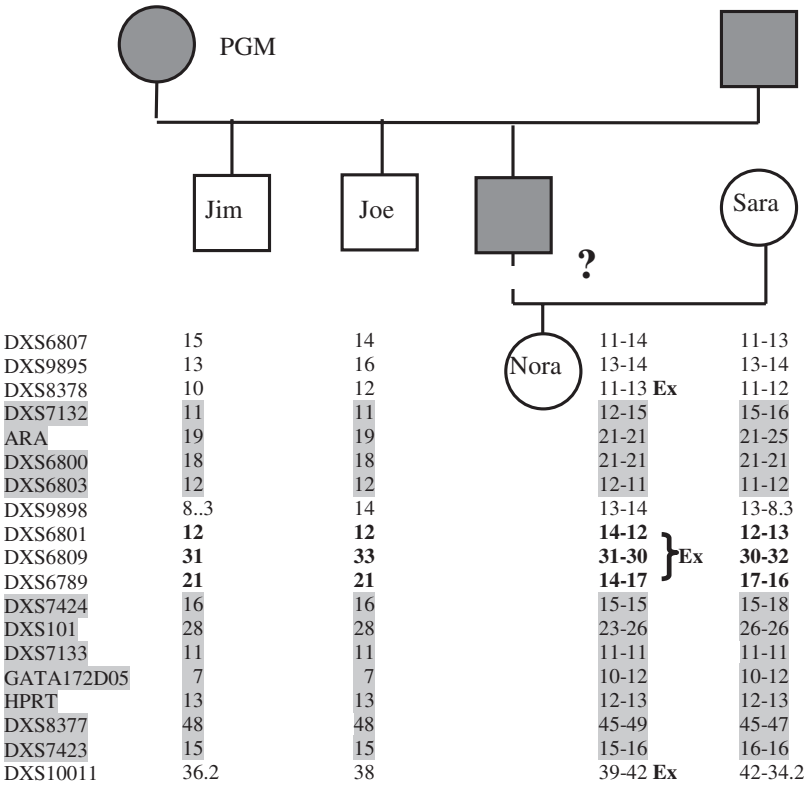 PGM
Jim Joe Sara
?
Nora
DXS6807 15 14 11-14 11-13
DXS9895 13 16 13-14 13-14
DXS8378 10 12 11-13 Ex 11-12
DXS7132 11 11 12-15 15-16
ARA 19 19 21-21 21-25
DXS6800 18 18 21-21 21-21
DXS6803 12 12 12-11 11-12
DXS9898 8..3 14 13-14 13-8.3
DXS6801 12 12 14-12 12-13
DXS6809 31 33 31-30 } Ex 30-32
DXS6789 21 21 14-17 17-16
DXS7424 16 16 15-15 15-18
DXS101 28 28 23-26 26-26
DXS7133 11 11 11-11 11-11
GATA172D05 7 7 10-12 10-12
HPRT 13 13 12-13 12-13
DXS8377 48 48 45-49 45-47
DXS7423 15 15 15-16 16-16
DXS10011 36.2 38 39-42 Ex 42-34.2